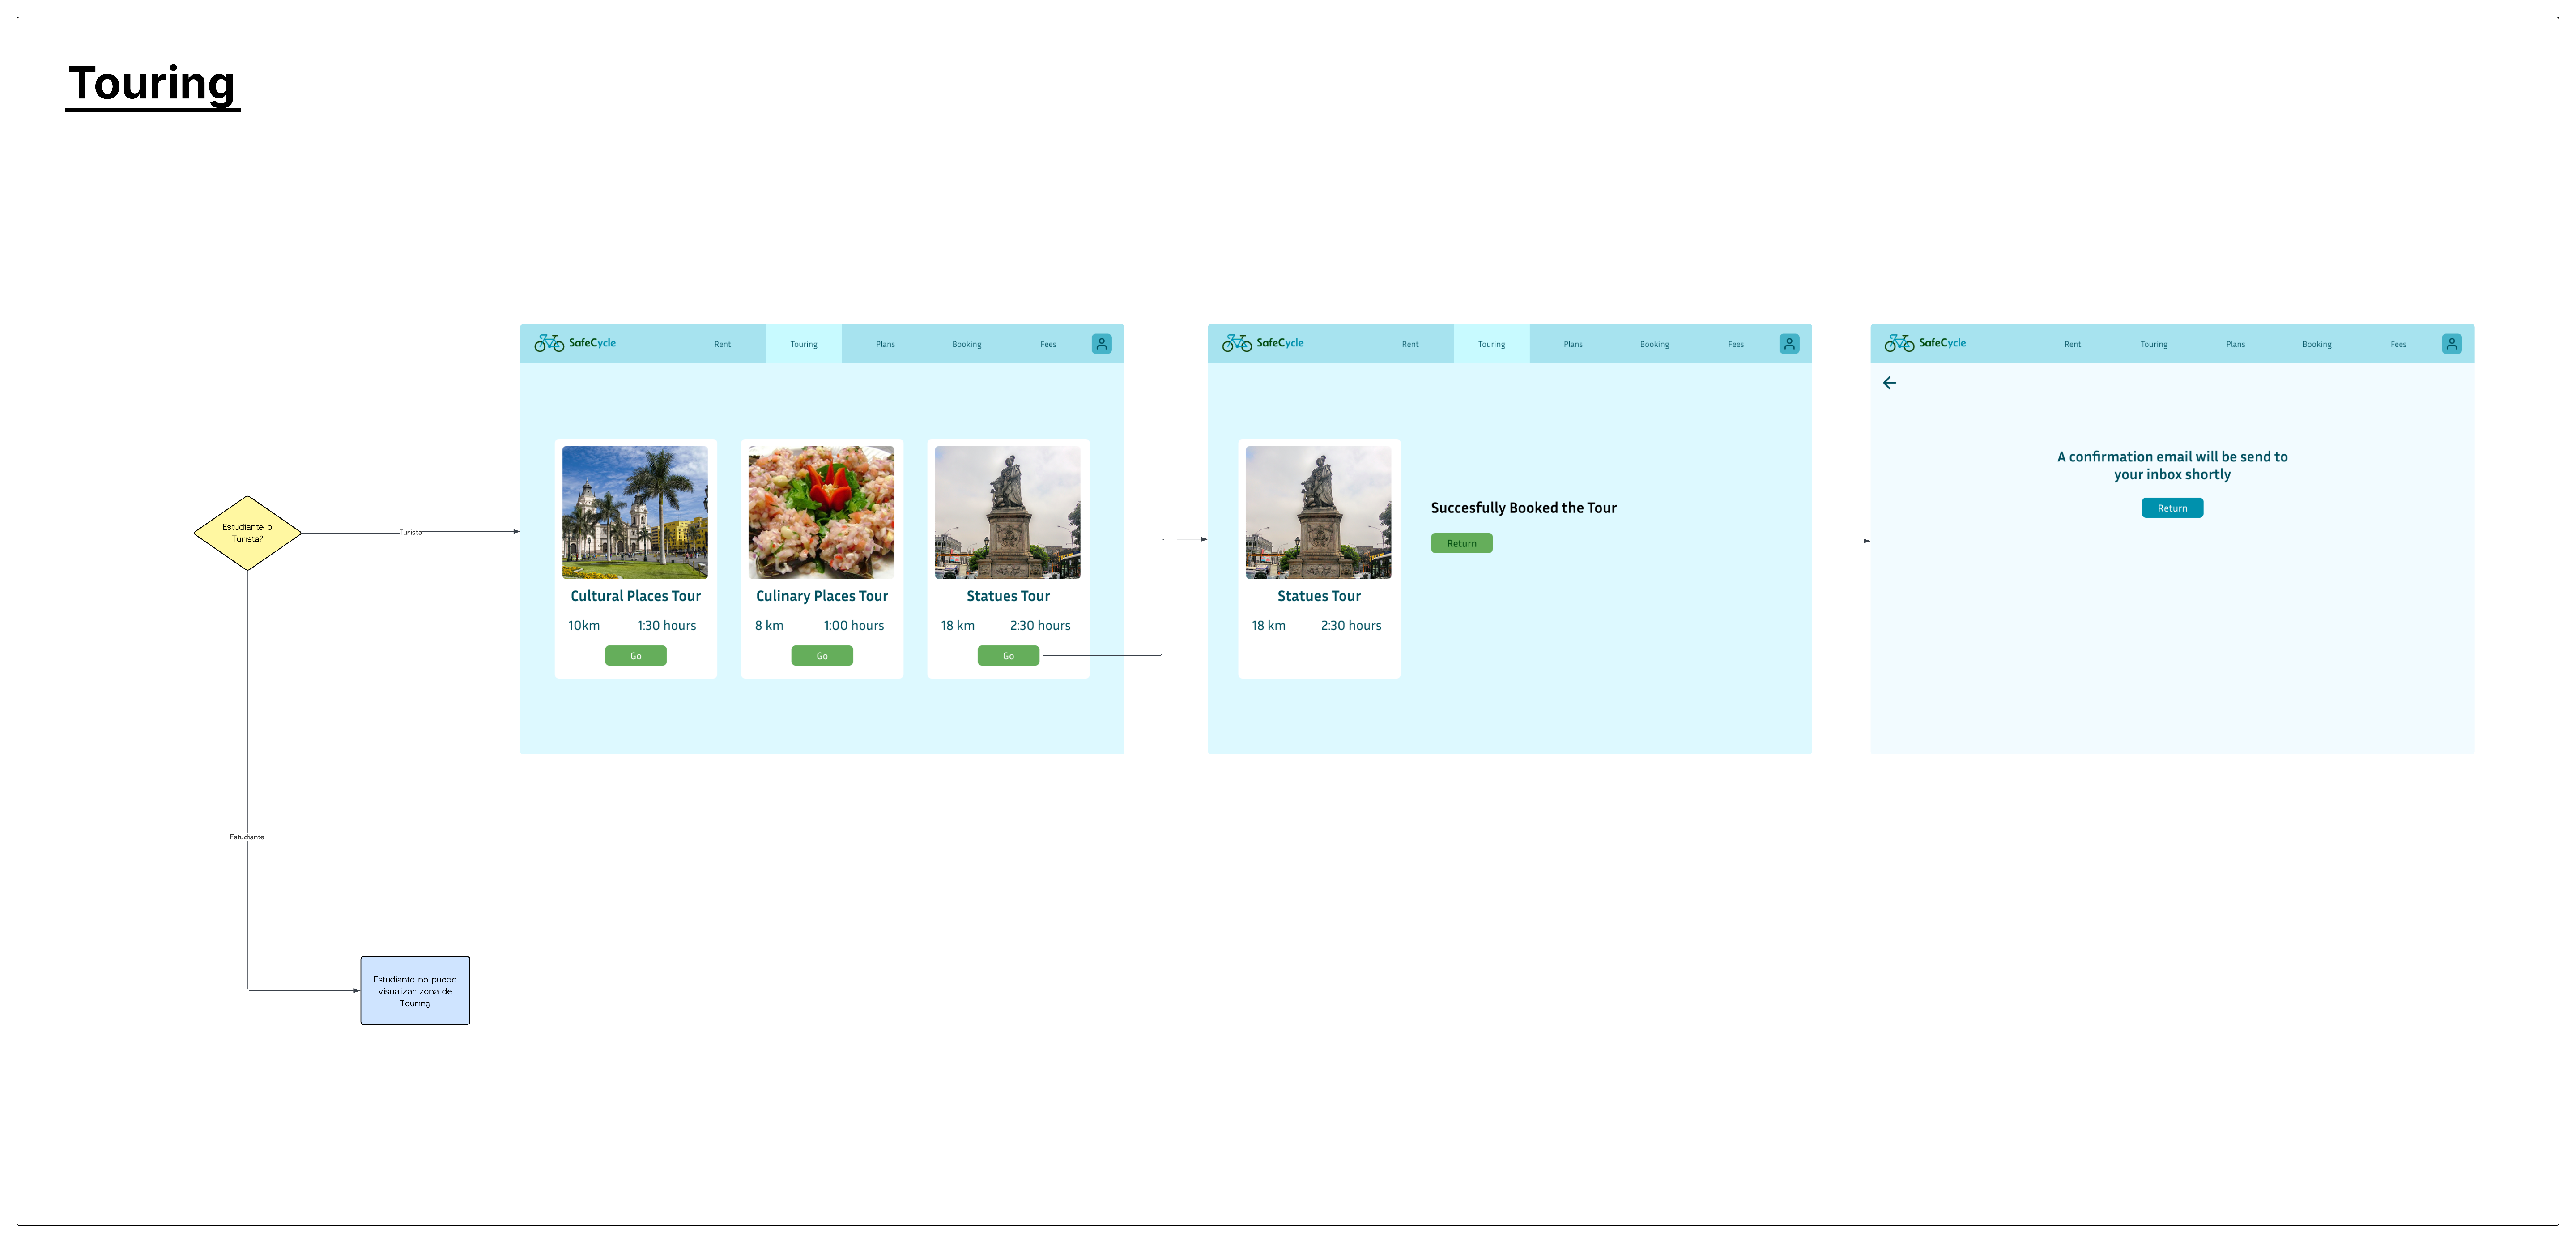 Touring
Estudiante o
Turista?
Turista
Estudiante
Estudiante no puede
visualizar zona de
Touring
SafeCycle Rent Touring Plans Booking Fees
Cultural Places Tour
10km 1:30 hours
Go
Culinary Places Tour
8 km 1:00 hours
Go
Statues Tour
18 km 2:30 hours
Go
SafeCycle Rent Touring Plans Booking Fees
Statues Tour
18 km 2:30 hours
Succesfully Booked the Tour
Return
SafeCycle Rent Touring Plans Booking Fees
A confirmation email will be send to
your inbox shortly
Return